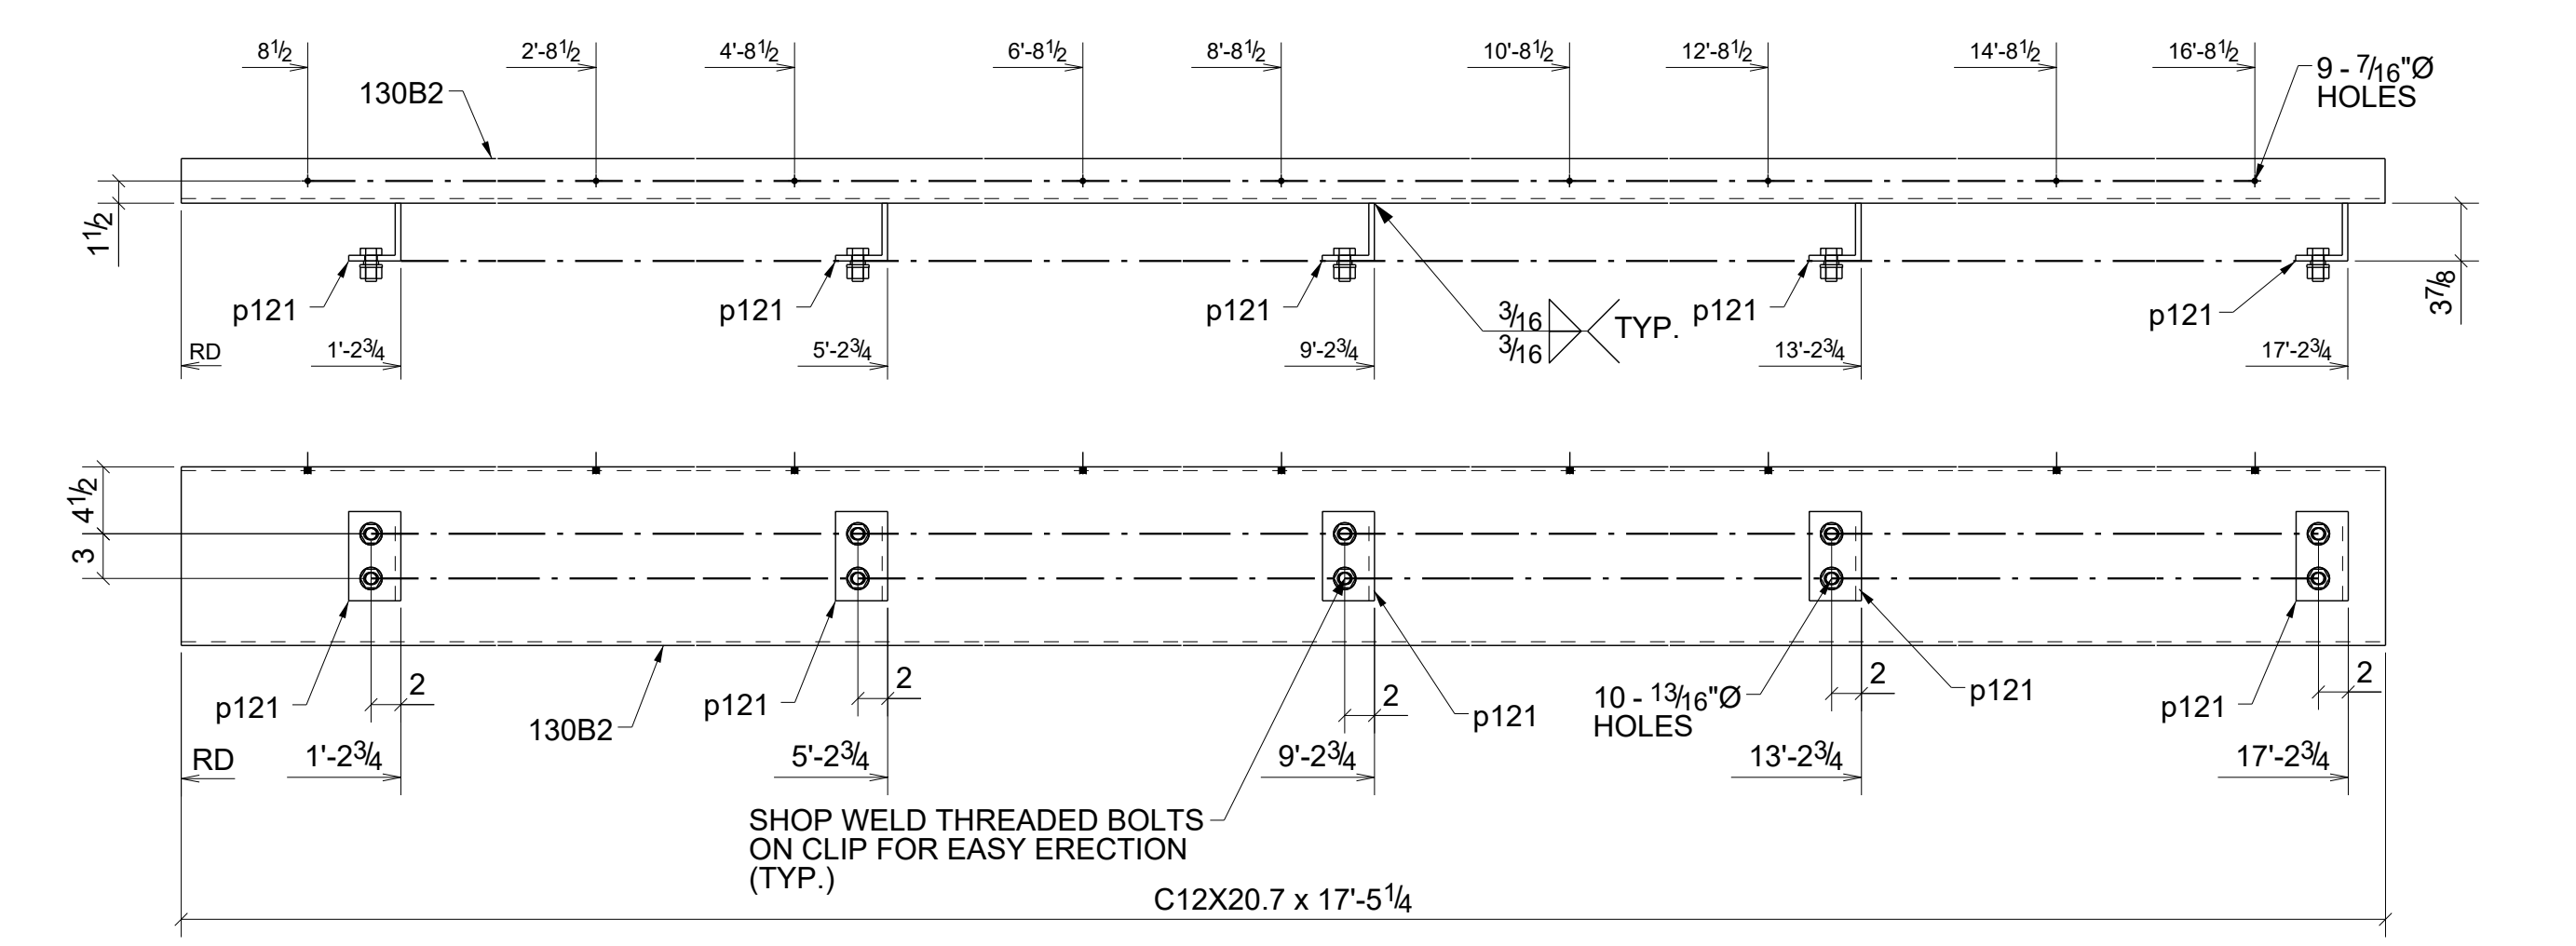 8 1/2
2'-8 1/2
4'-8 1/2
6'-8 1/2
8'-8 1/2
10'-8 1/2
12'-8 1/2
14'-8 1/2
16'-8 1/2
9 - 7/16"Ø
HOLES
130B2
1 1/2
p121
p121
p121
p121
p121
3/16
3/16
TYP.
3 7/8
RD
1'-2 3/4
5'-2 3/4
9'-2 3/4
13'-2 3/4
17'-2 3/4
4 1/2
3
2
2
2
2
2
p121
p121
p121
p121
p121
130B2
10 - 13/16"Ø
HOLES
RD
1'-2 3/4
5'-2 3/4
9'-2 3/4
13'-2 3/4
17'-2 3/4
SHOP WELD THREADED BOLTS
ON CLIP FOR EASY ERECTION
(TYP.)
C12X20.7 x 17'-5 1/4